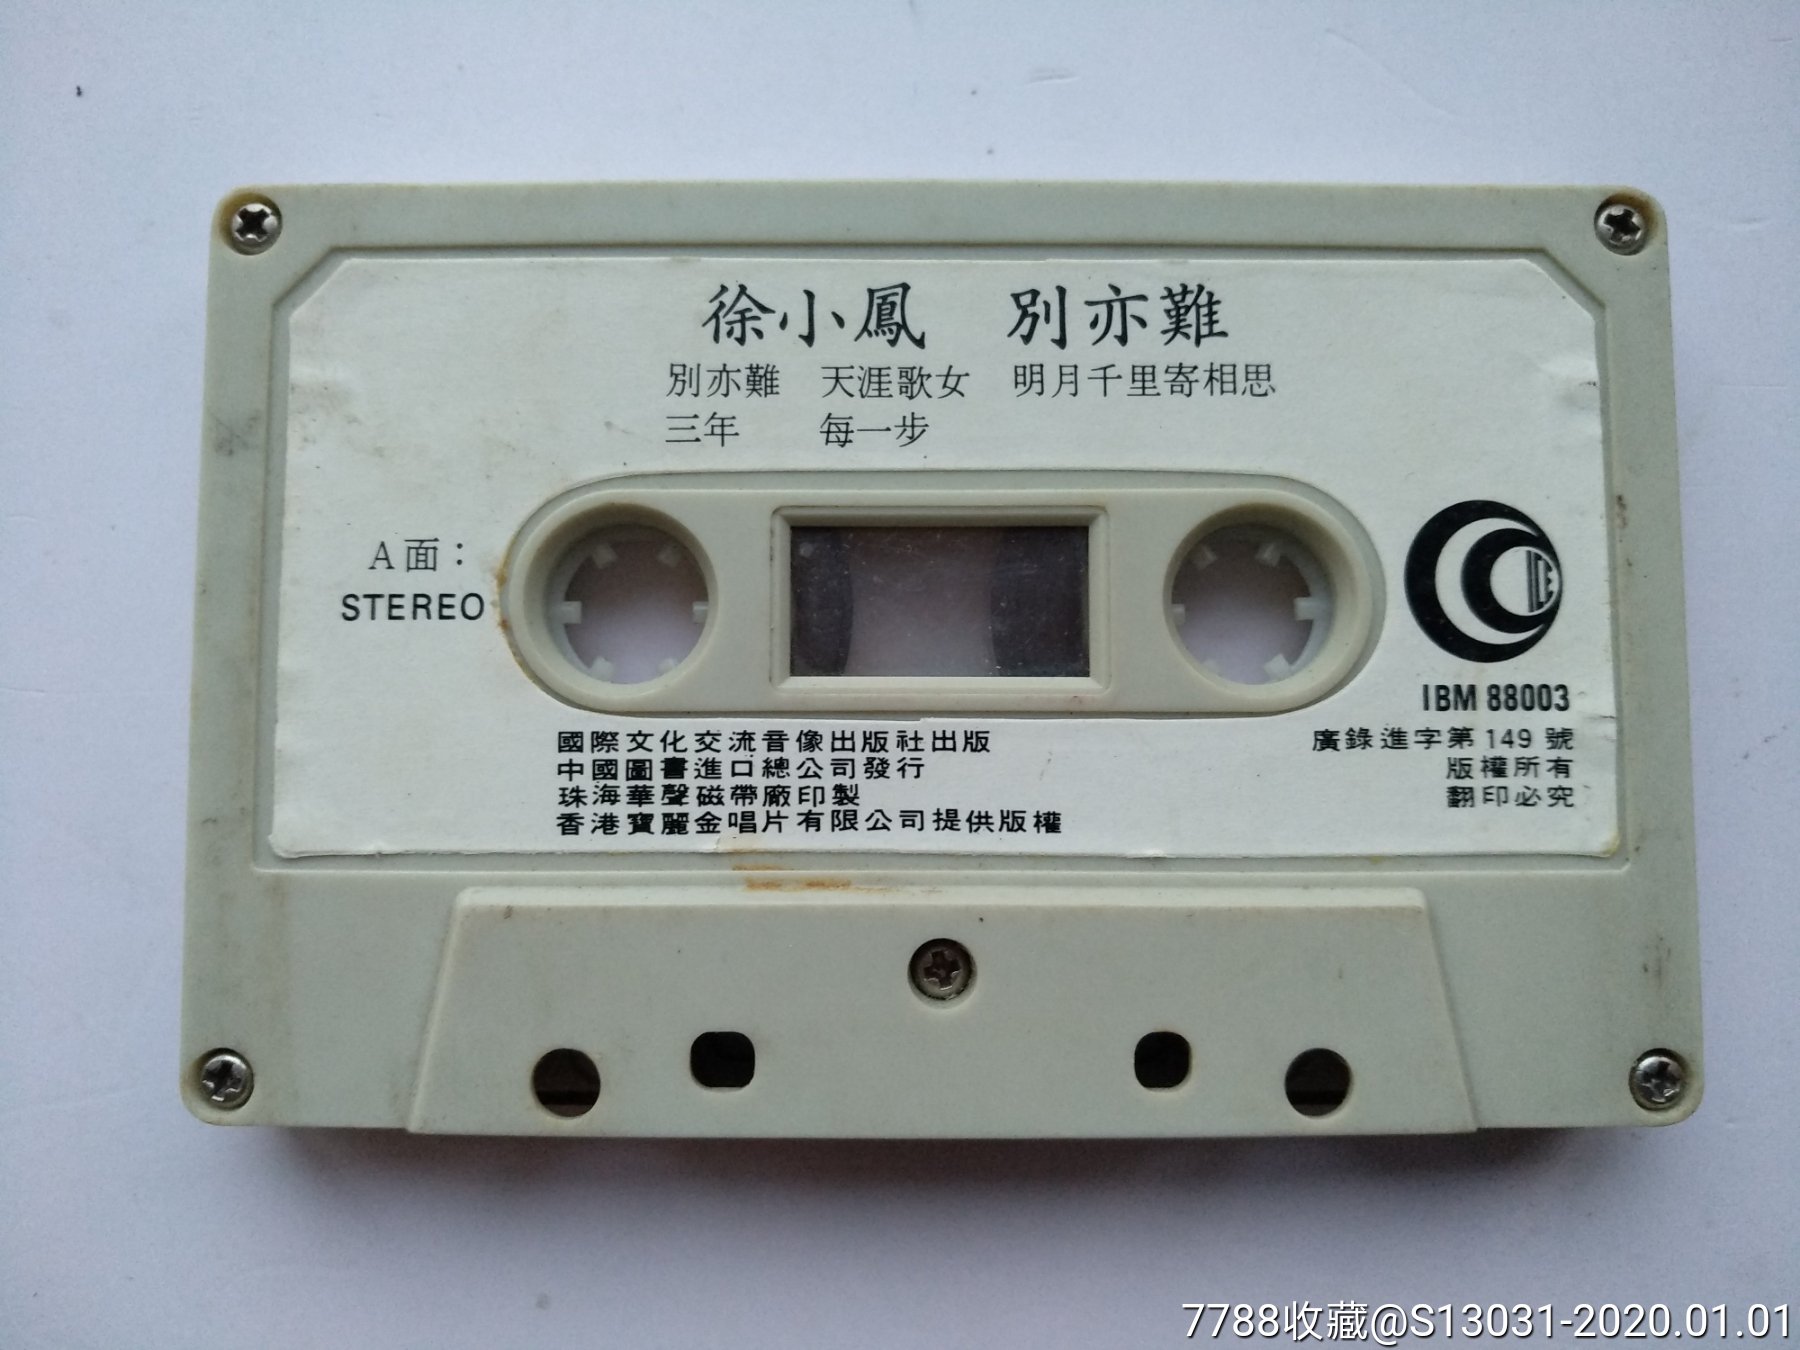 徐小鳳 別亦難
別亦難 天涯歌女 明月千里寄相思
三年 每一步
A面：
STEREO
ICE
IBM 88003
國際文化交流音像出版社出版
中國圖書進口總公司發行
珠海華聲磁帶廠印製
香港寶麗金唱片有限公司提供版權
廣錄進字第149號
版權所有
翻印必究
7788收藏@S13031-2020.01.01